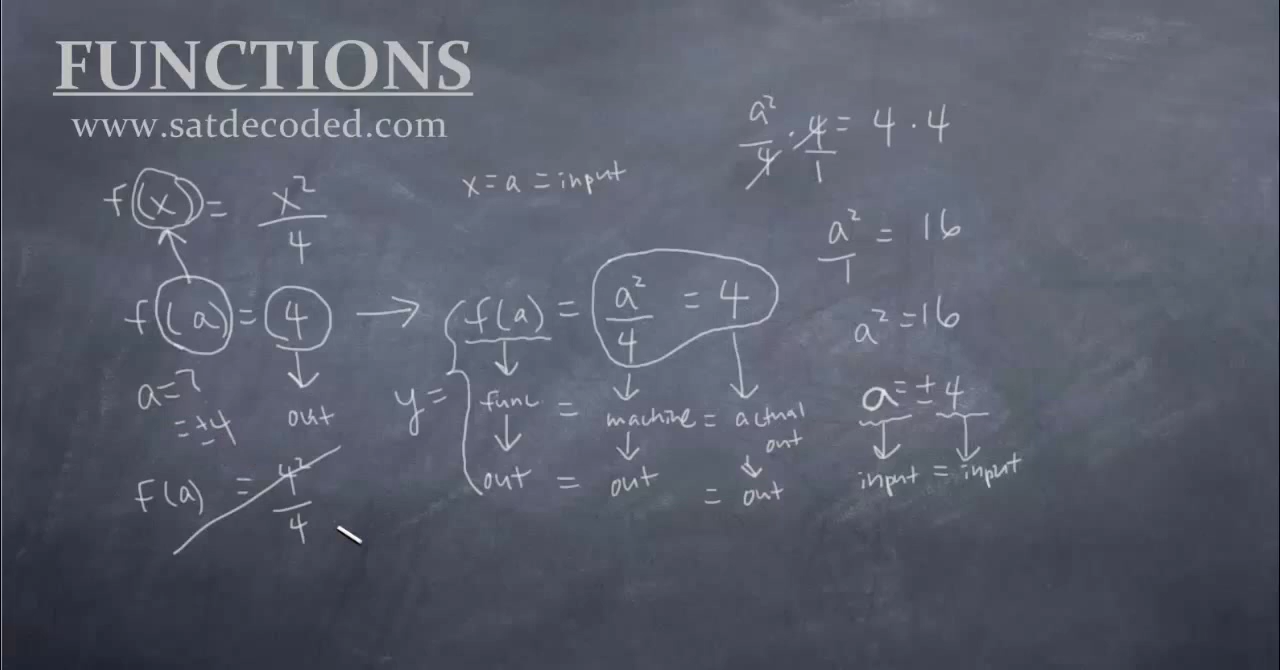 FUNCTIONS
www.satdecoded.com
f(x) = x²/4
x = a = input
f(a) = 4 → f(a) = a²/4 = 4
a = ?
= ±4
out
y =
func = machine = actual out
out = out = out
f(a) = 4²/4
a²/4 · 4/1 = 4 · 4
a²/1 = 16
a² = 16
a = ± 4
input = input